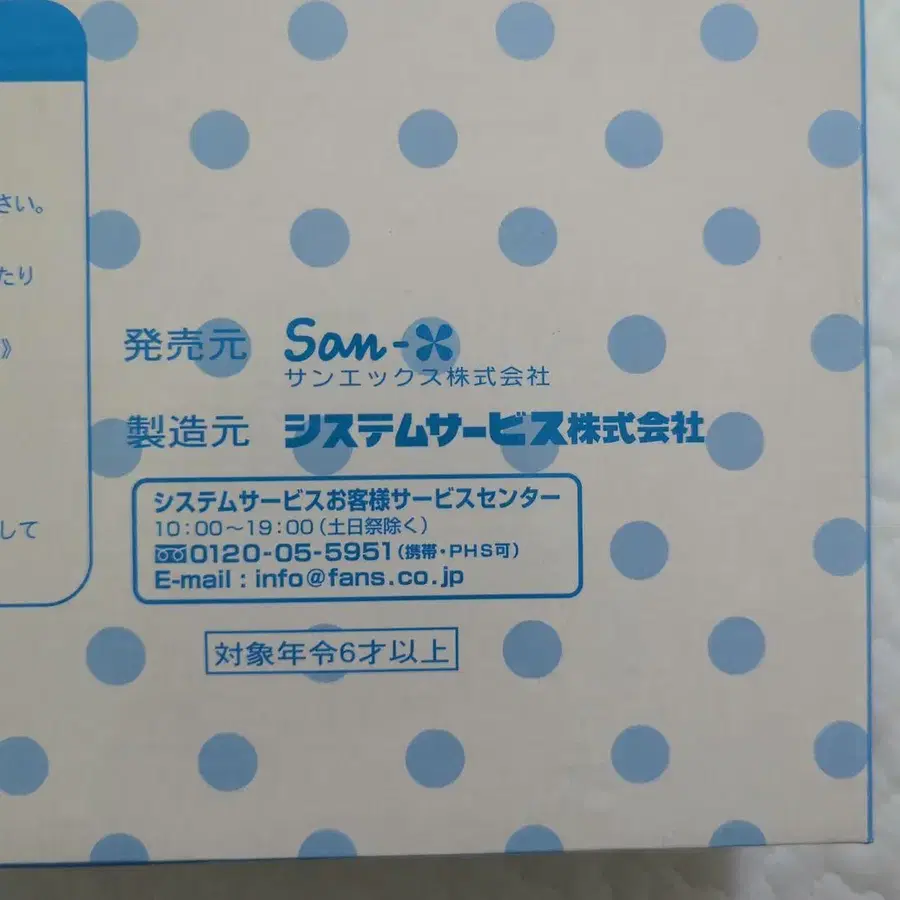 さい。
たり
》
して
発売元 San-X
サンエックス株式会社
製造元 システムサービス株式会社
システムサービスお客様サービスセンター
10:00〜19:00(土日祭除く)
0120-05-5951(携帯・PHS可)
E-mail : info@fans.co.jp
対象年令6才以上